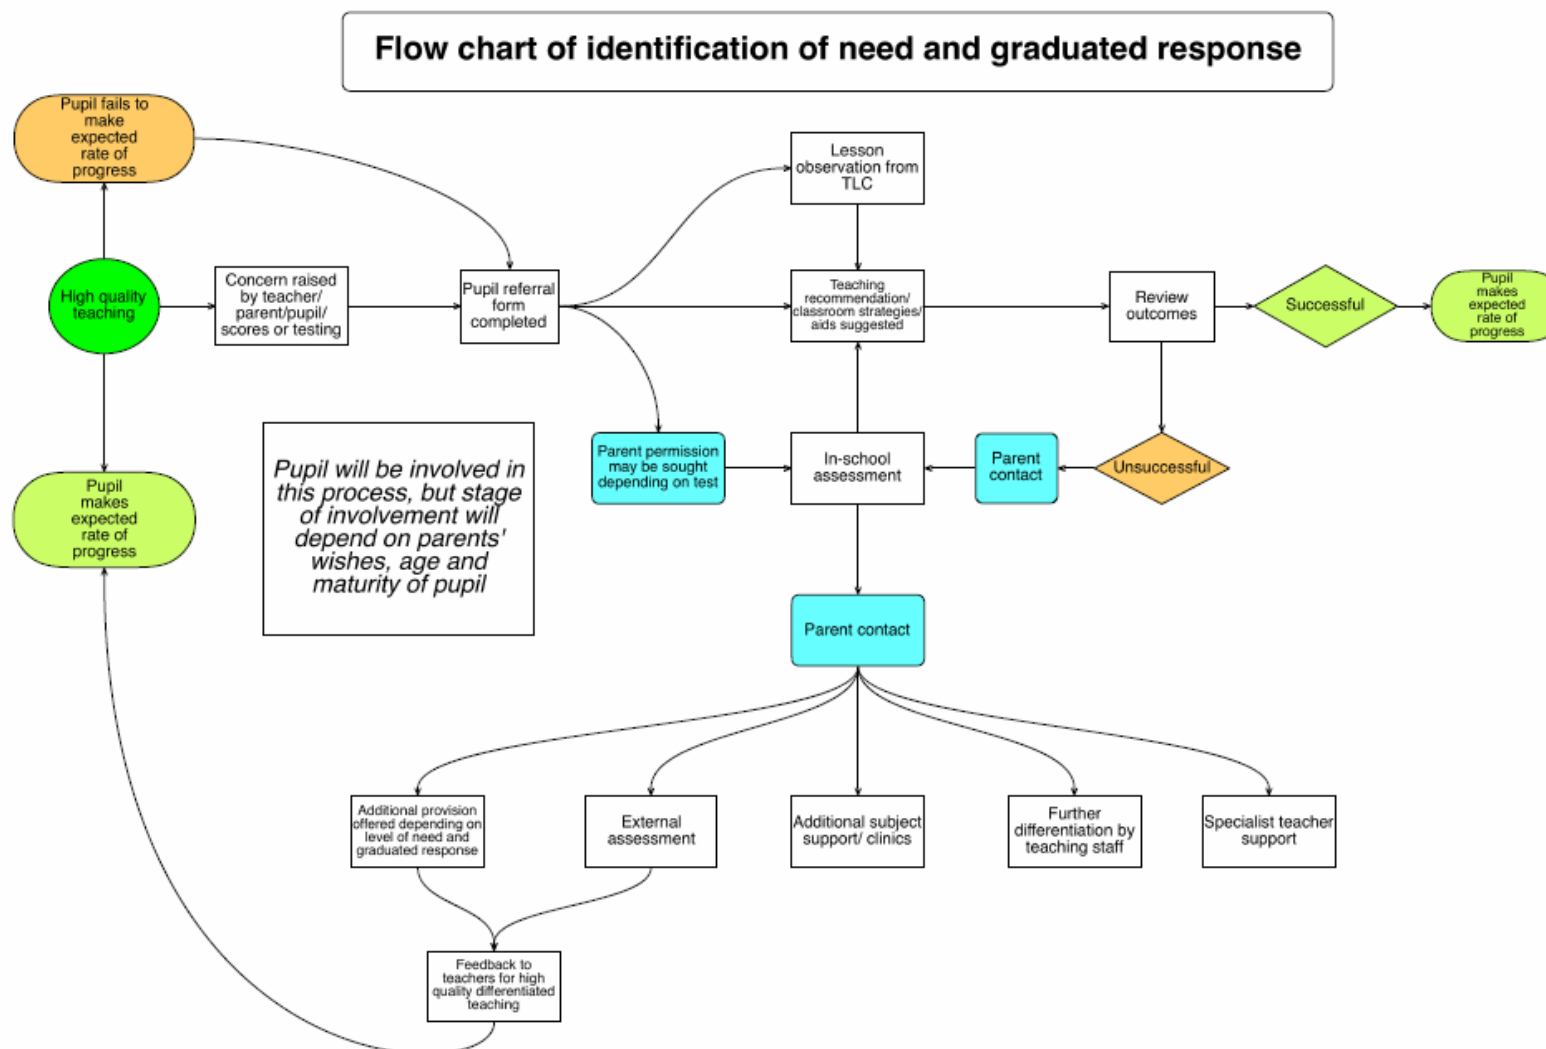 Flow chart of identification of need and graduated response
Pupil fails to
make
expected
rate of
progress
Lesson
observation from
TLC
High quality
teaching
Concern raised
by teacher/
parent/pupil/
scores or testing
Pupil referral
form
completed
Teaching
recommendation/
classroom strategies/
aids suggested
Review
outcomes
Successful
Pupil
makes
expected
rate of
progress
Pupil will be involved in
this process, but stage
of involvement will
depend on parents'
wishes, age and
maturity of pupil
Parent permission
may be sought
depending on test
In-school
assessment
Parent
contact
Unsuccessful
Pupil
makes
expected
rate of
progress
Parent contact
Additional provision
offered depending on
level of need and
graduated response
External
assessment
Additional subject
support/ clinics
Further
differentiation by
teaching staff
Specialist teacher
support
Feedback to
teachers for high
quality differentiated
teaching